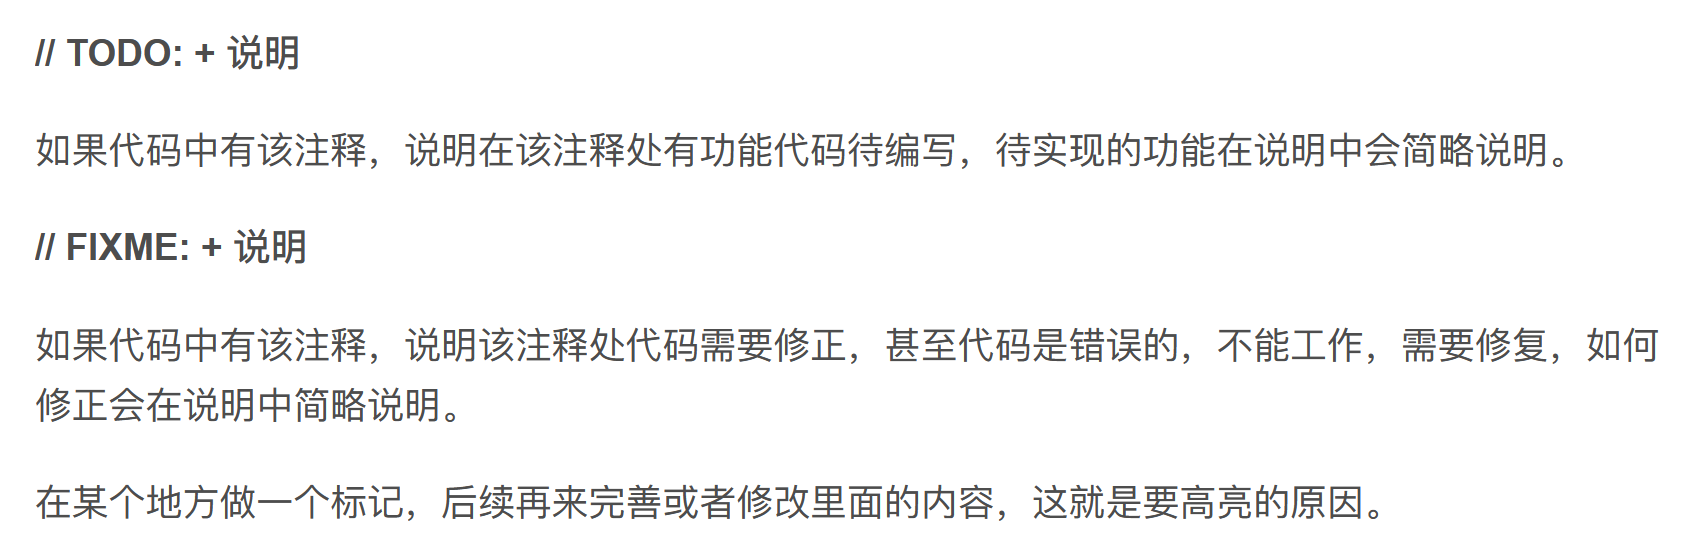 // TODO: + 说明
如果代码中有该注释，说明在该注释处有功能代码待编写，待实现的功能在说明中会简略说明。
// FIXME: + 说明
如果代码中有该注释，说明该注释处代码需要修正，甚至代码是错误的，不能工作，需要修复，如何
修正会在说明中简略说明。
在某个地方做一个标记，后续再来完善或者修改里面的内容，这就是要高亮的原因。